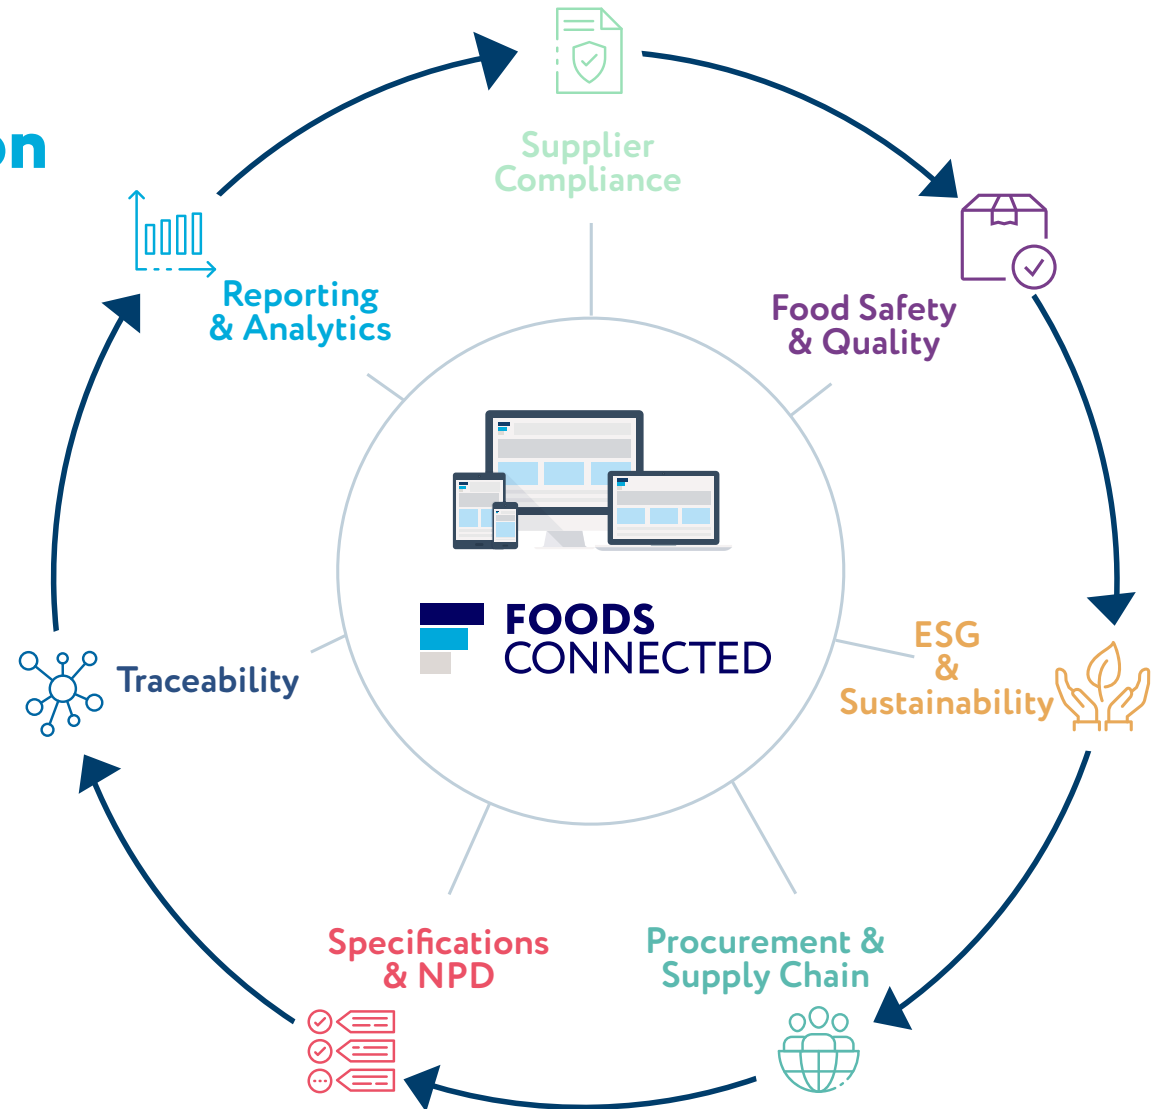 on
Supplier
Compliance
Food Safety
& Quality
ESG
&
Sustainability
Procurement &
Supply Chain
Specifications
& NPD
Traceability
Reporting
& Analytics
FOODS
CONNECTED